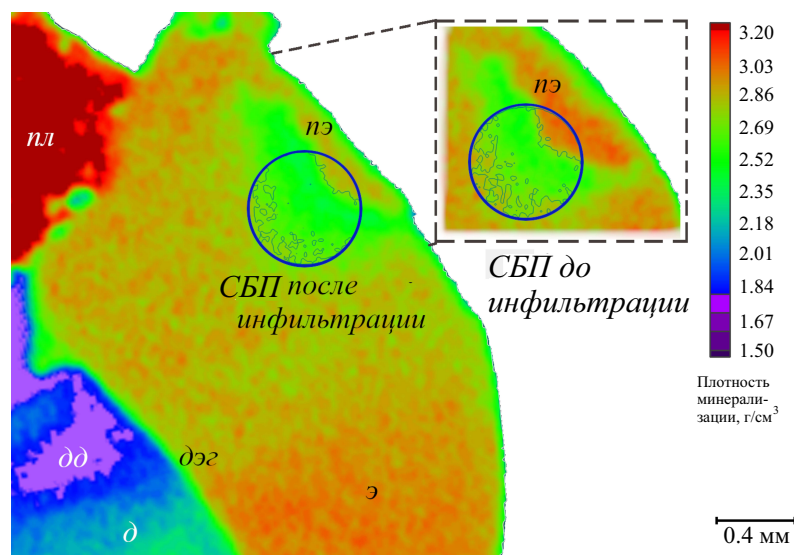 пл
пэ
пэ
СБП после
инфильтрации
СБП до
инфильтрации
дд
дэг
д
э
3.20
3.03
2.86
2.69
2.52
2.35
2.18
2.01
1.84
1.67
1.50
Плотность
минерали-
зации, г/см³
0.4 мм